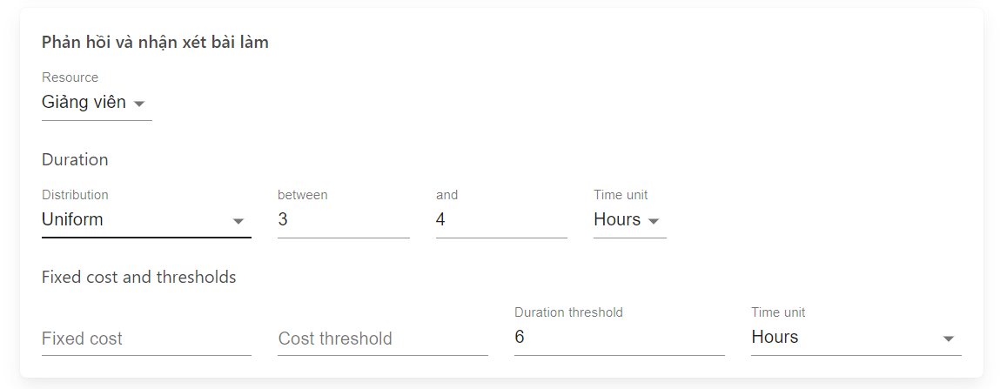 Phản hồi và nhận xét bài làm
Resource
Giảng viên
Duration
Distribution between and Time unit
Uniform 3 4 Hours
Fixed cost and thresholds
Duration threshold Time unit
Fixed cost Cost threshold 6 Hours